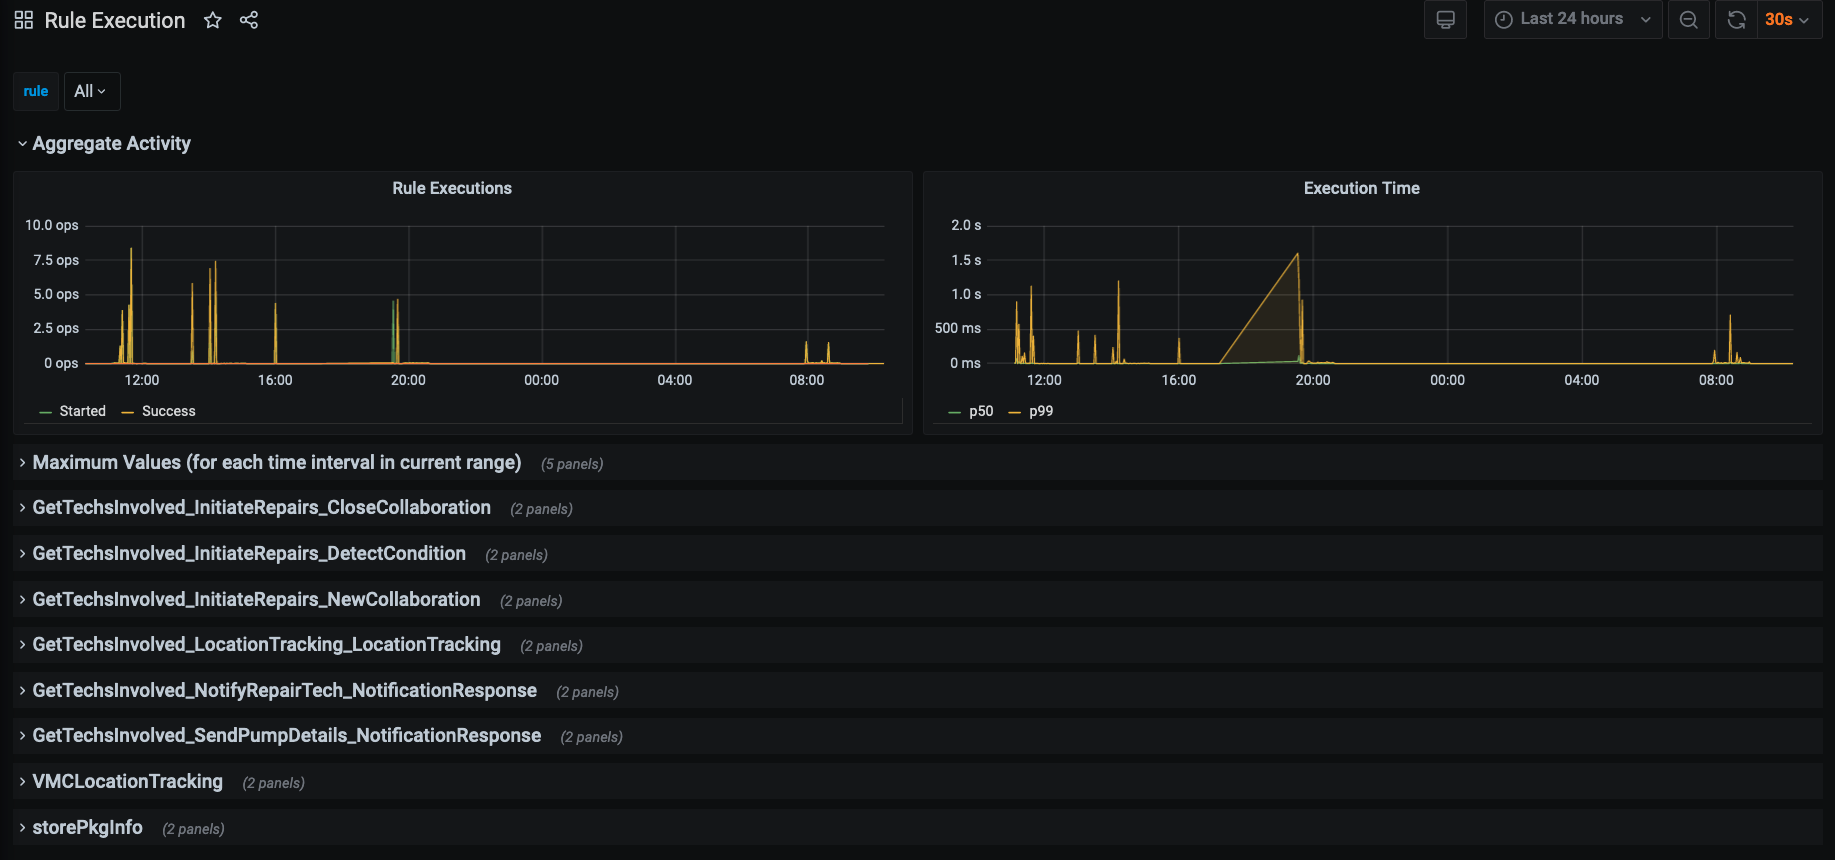 Rule Execution
Last 24 hours
30s
rule
All
Aggregate Activity
Rule Executions
10.0 ops
7.5 ops
5.0 ops
2.5 ops
0 ops
12:00 16:00 20:00 00:00 04:00 08:00
Started Success
Execution Time
2.0 s
1.5 s
1.0 s
500 ms
0 ms
12:00 16:00 20:00 00:00 04:00 08:00
p50 p99
Maximum Values (for each time interval in current range) (5 panels)
GetTechsInvolved_InitiateRepairs_CloseCollaboration (2 panels)
GetTechsInvolved_InitiateRepairs_DetectCondition (2 panels)
GetTechsInvolved_InitiateRepairs_NewCollaboration (2 panels)
GetTechsInvolved_LocationTracking_LocationTracking (2 panels)
GetTechsInvolved_NotifyRepairTech_NotificationResponse (2 panels)
GetTechsInvolved_SendPumpDetails_NotificationResponse (2 panels)
VMCLocationTracking (2 panels)
storePkgInfo (2 panels)